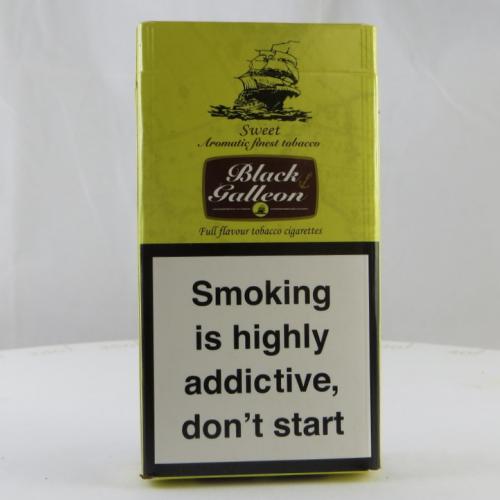 Sweet
Aromatic finest tobacco
Black
Galleon
Full flavour tobacco cigarettes
Smoking
is highly
addictive,
don't start